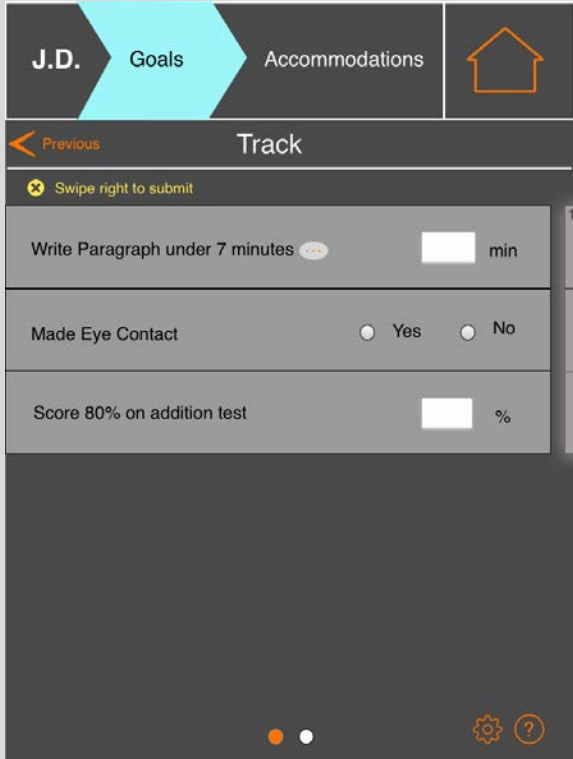 J.D. Goals Accommodations
Previous Track
Swipe right to submit
Write Paragraph under 7 minutes ... min
Made Eye Contact Yes No
Score 80% on addition test %
?